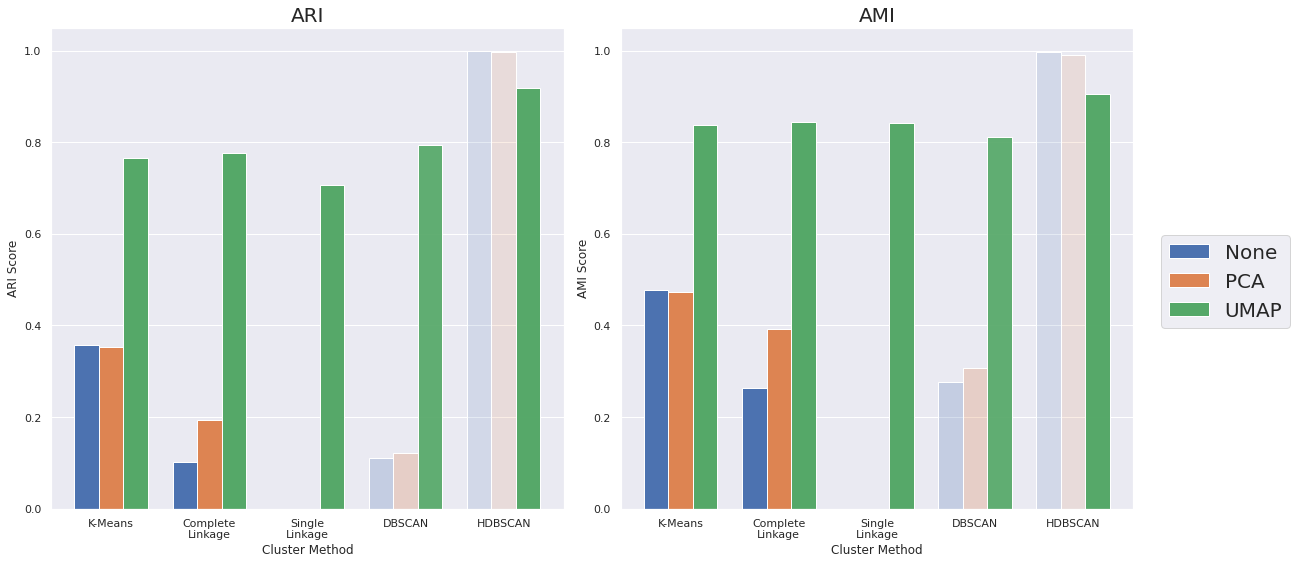 ARI
1.0
0.8
0.6
0.4
0.2
0.0
ARI Score
K-Means
Complete
Linkage
Single
Linkage
DBSCAN
HDBSCAN
Cluster Method
AMI
1.0
0.8
0.6
0.4
0.2
0.0
AMI Score
K-Means
Complete
Linkage
Single
Linkage
DBSCAN
HDBSCAN
Cluster Method
None
PCA
UMAP